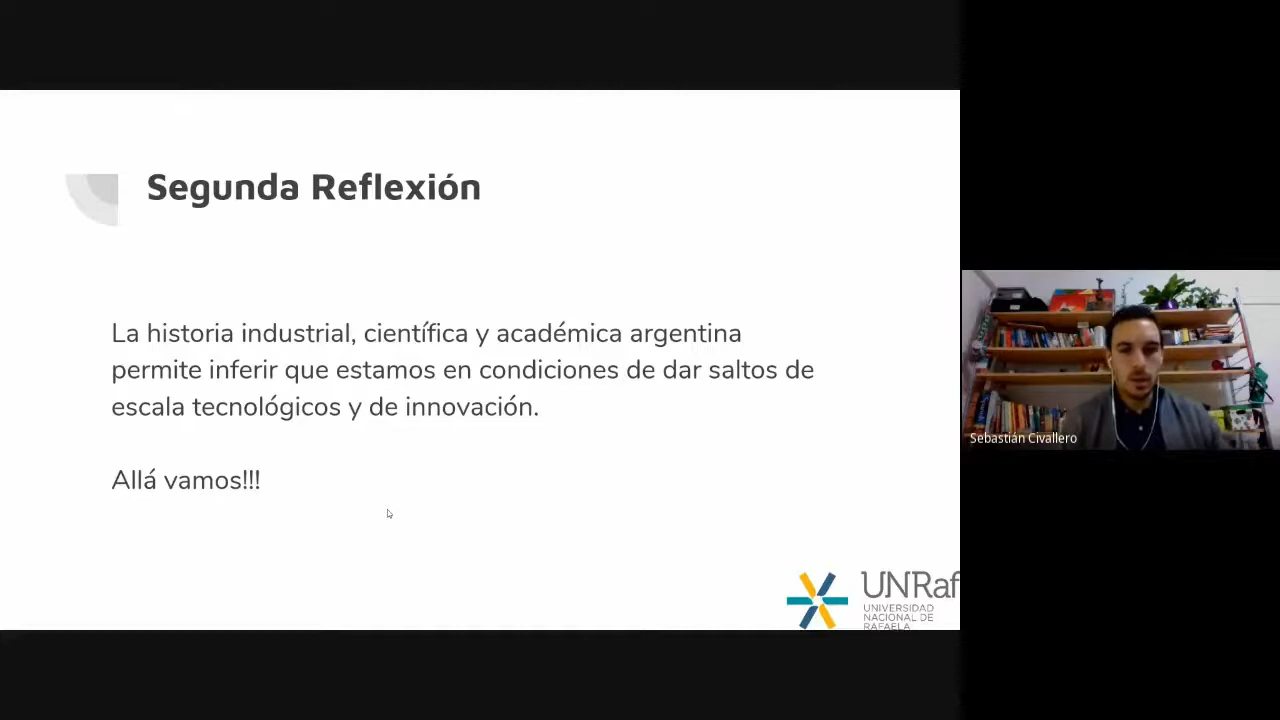 Segunda Reflexión
La historia industrial, científica y académica argentina
permite inferir que estamos en condiciones de dar saltos de
escala tecnológicos y de innovación.
Allá vamos!!!
UNRaf
UNIVERSIDAD
NACIONAL DE
RAFAELA
Sebastián Civallero